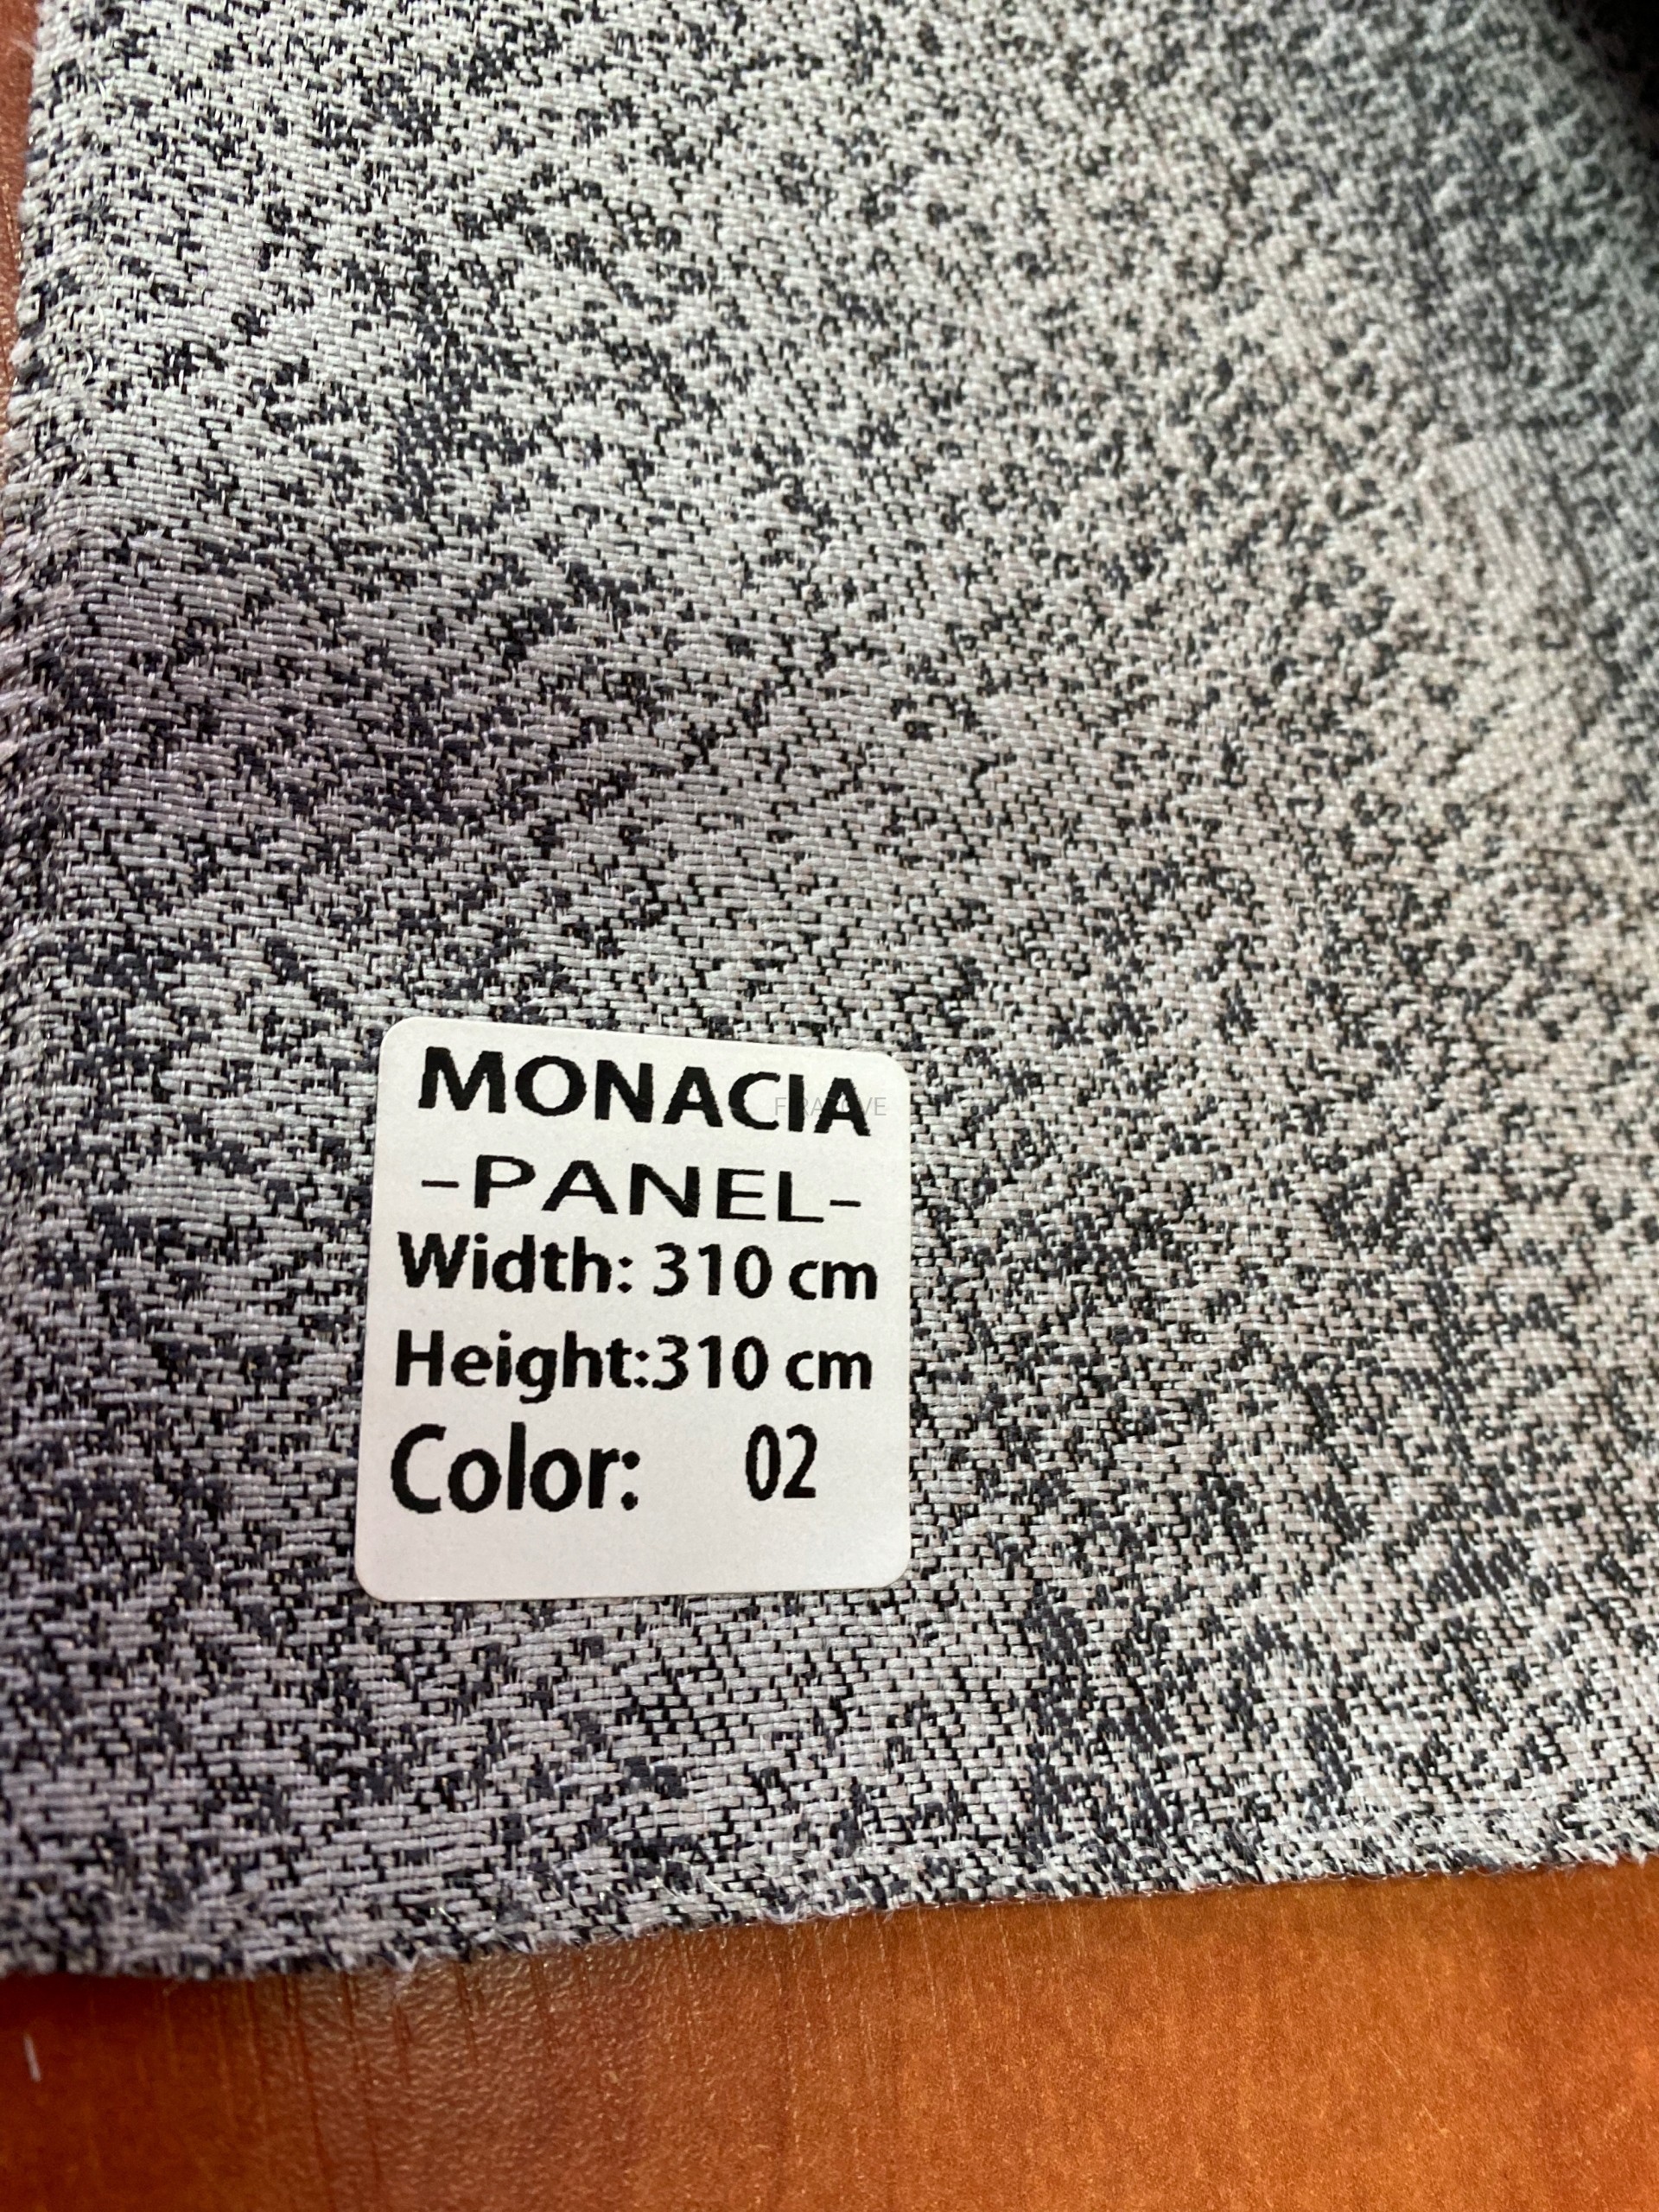 MONACIA
-PANEL-
Width: 310 cm
Height:310 cm
Color: 02